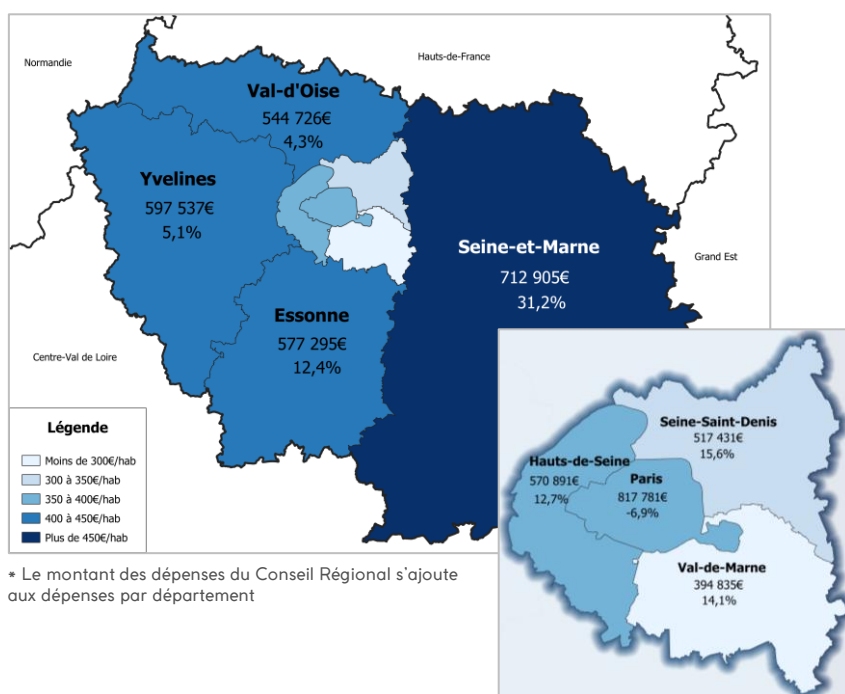 Normandie
Hauts-de-France
Val-d'Oise
544 726€
4,3%
Yvelines
597 537€
5,1%
Seine-et-Marne
712 905€
31,2%
Grand Est
Essonne
577 295€
12,4%
Centre-Val de Loire
Légende
Moins de 300€/hab
300 à 350€/hab
350 à 400€/hab
400 à 450€/hab
Plus de 450€/hab
Seine-Saint-Denis
517 431€
15,6%
Hauts-de-Seine
570 891€
12,7%
Paris
817 781€
-6,9%
Val-de-Marne
394 835€
14,1%
* Le montant des dépenses du Conseil Régional s'ajoute
aux dépenses par département